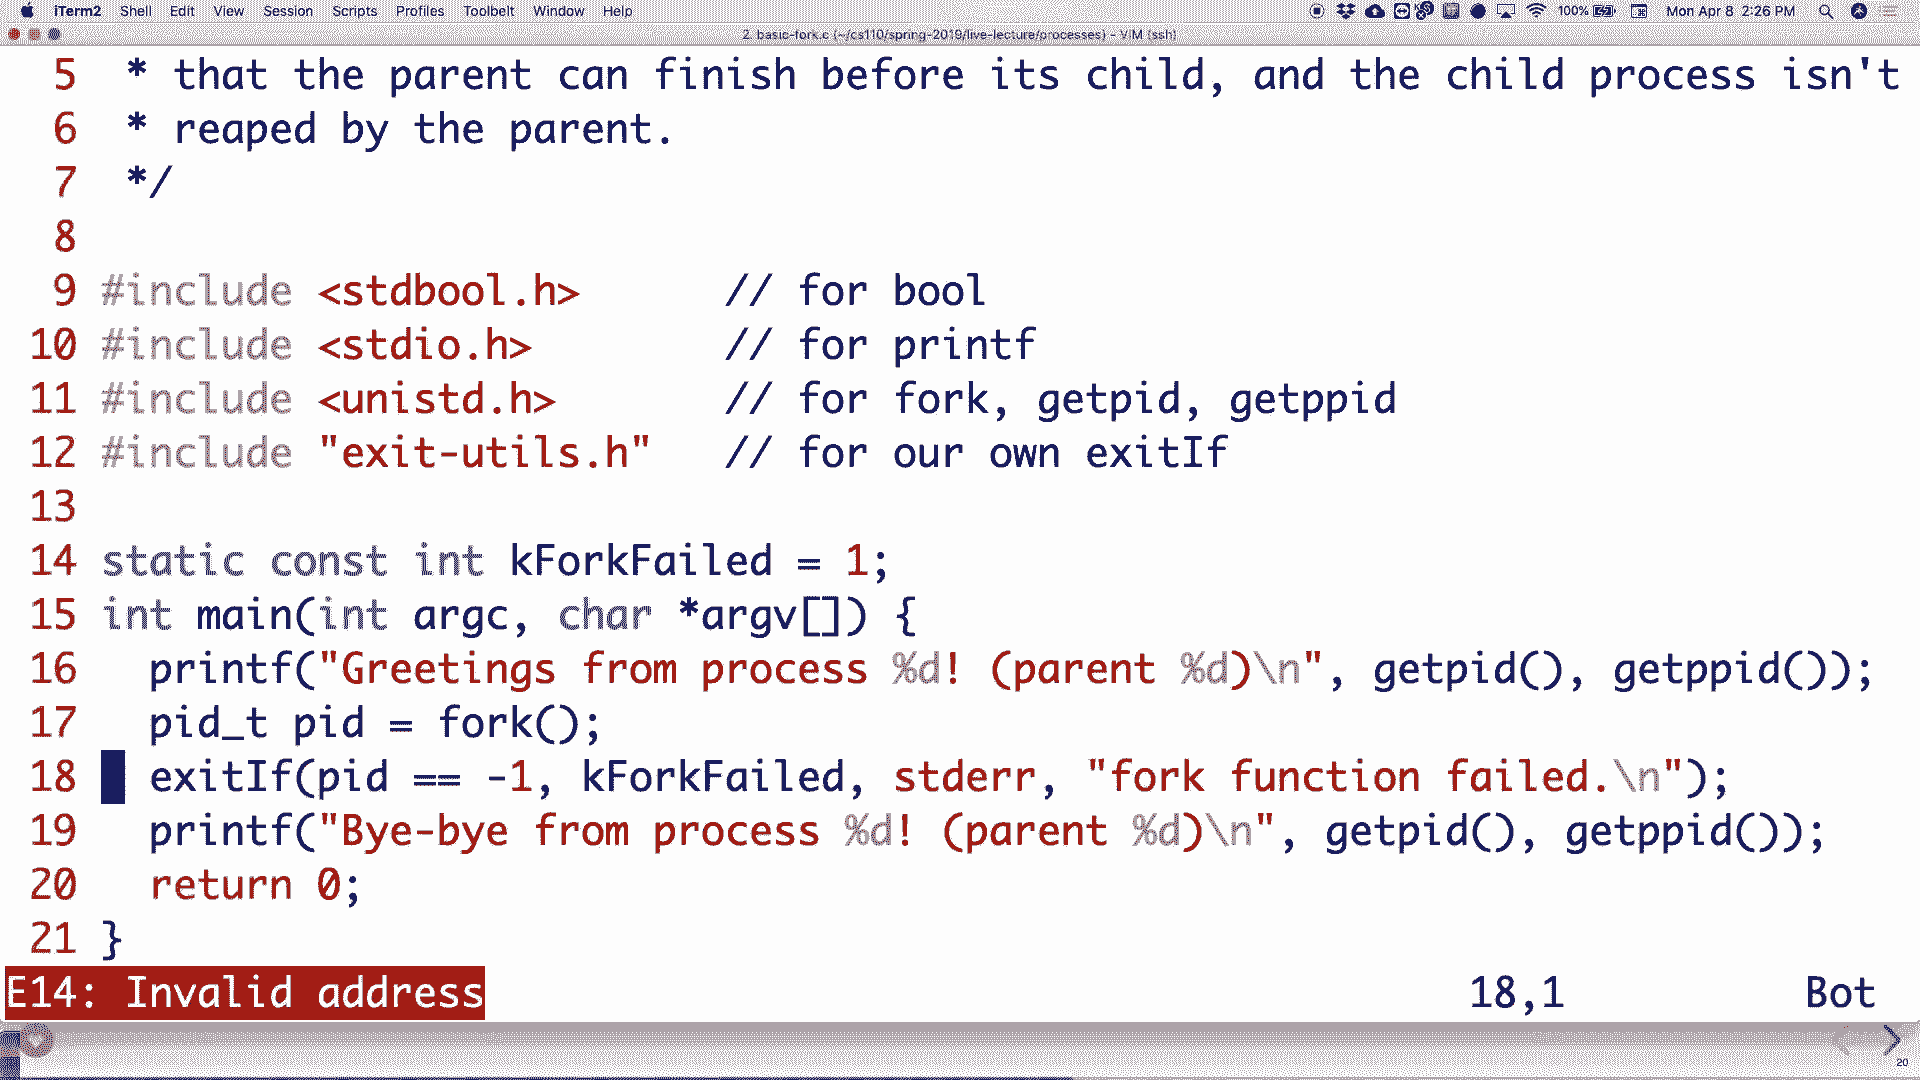 iTerm2 Shell Edit View Session Scripts Profiles Toolbelt Window Help 100% Mon Apr 8 2:26 PM
2. basic-fork.c (~/cs110/spring-2019/live-lecture/processes) - VIM (ssh)
5 * that the parent can finish before its child, and the child process isn't
6 * reaped by the parent.
7 */
8
9 #include <stdbool.h> // for bool
10 #include <stdio.h> // for printf
11 #include <unistd.h> // for fork, getpid, getppid
12 #include "exit-utils.h" // for our own exitIf
13
14 static const int kForkFailed = 1;
15 int main(int argc, char *argv[]) {
16 printf("Greetings from process %d! (parent %d)\n", getpid(), getppid());
17 pid_t pid = fork();
18 exitIf(pid == -1, kForkFailed, stderr, "fork function failed.\n");
19 printf("Bye-bye from process %d! (parent %d)\n", getpid(), getppid());
20 return 0;
21 }
E14: Invalid address 18,1 Bot
20